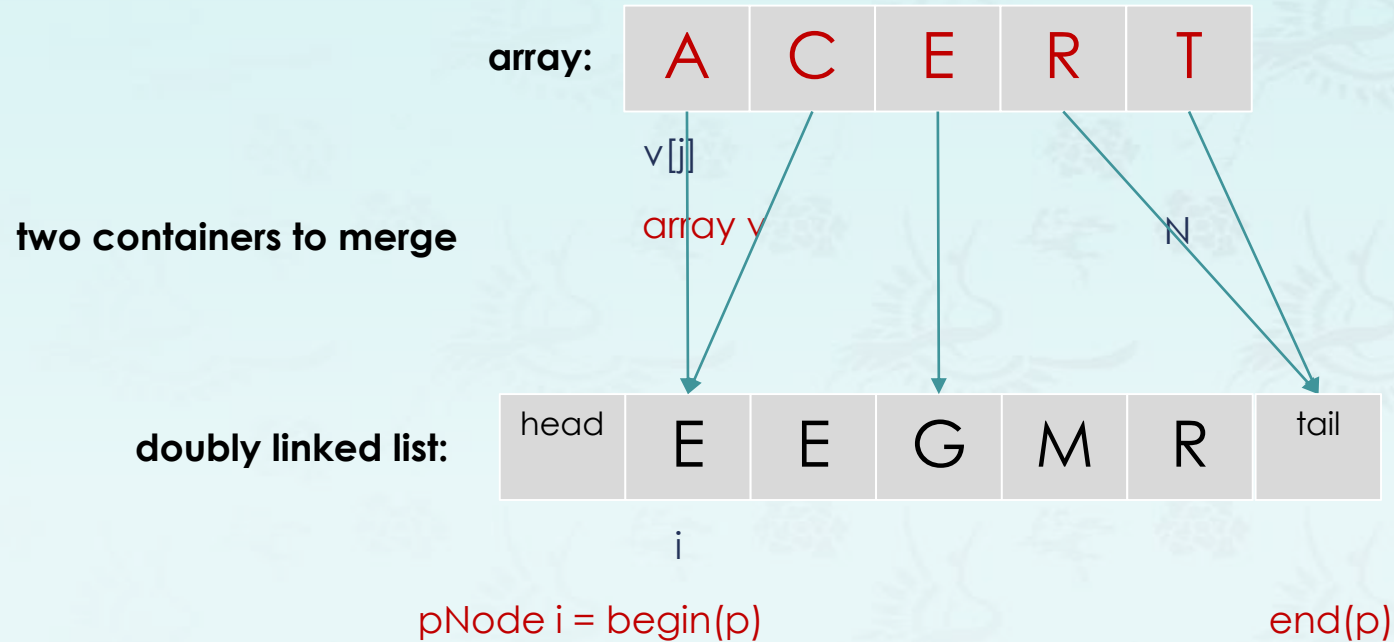 array: A C E R T
v[j]
array v N
two containers to merge
doubly linked list: head E E G M R tail
i
pNode i = begin(p) end(p)